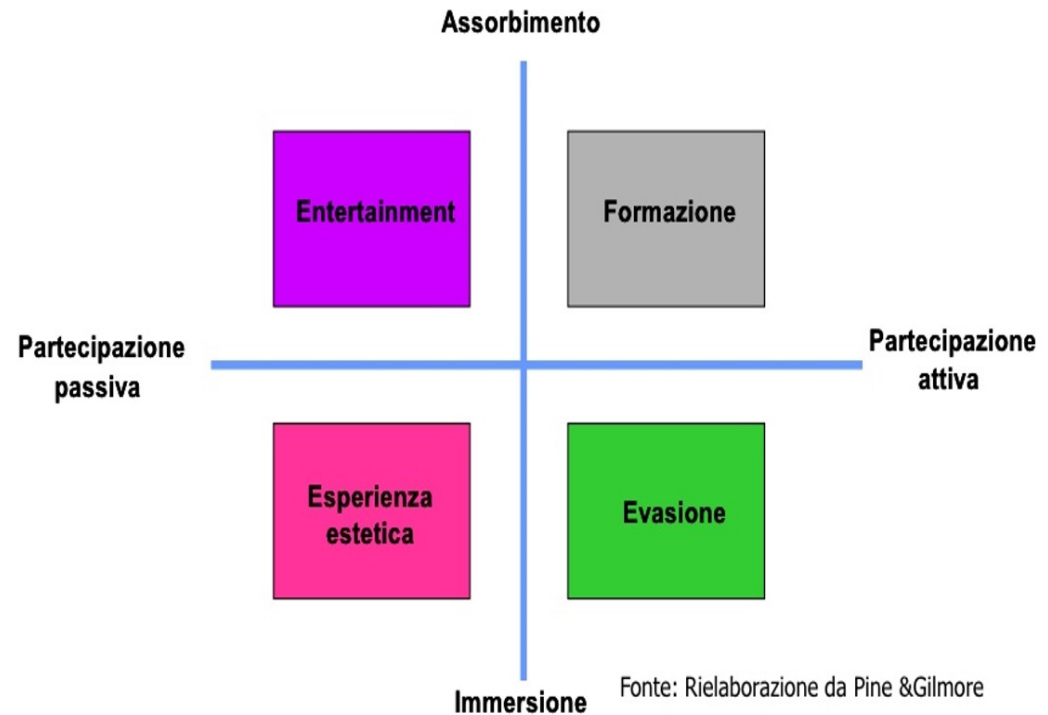 Assorbimento
Entertainment
Formazione
Partecipazione
passiva
Partecipazione
attiva
Esperienza
estetica
Evasione
Immersione
Fonte: Rielaborazione da Pine &Gilmore